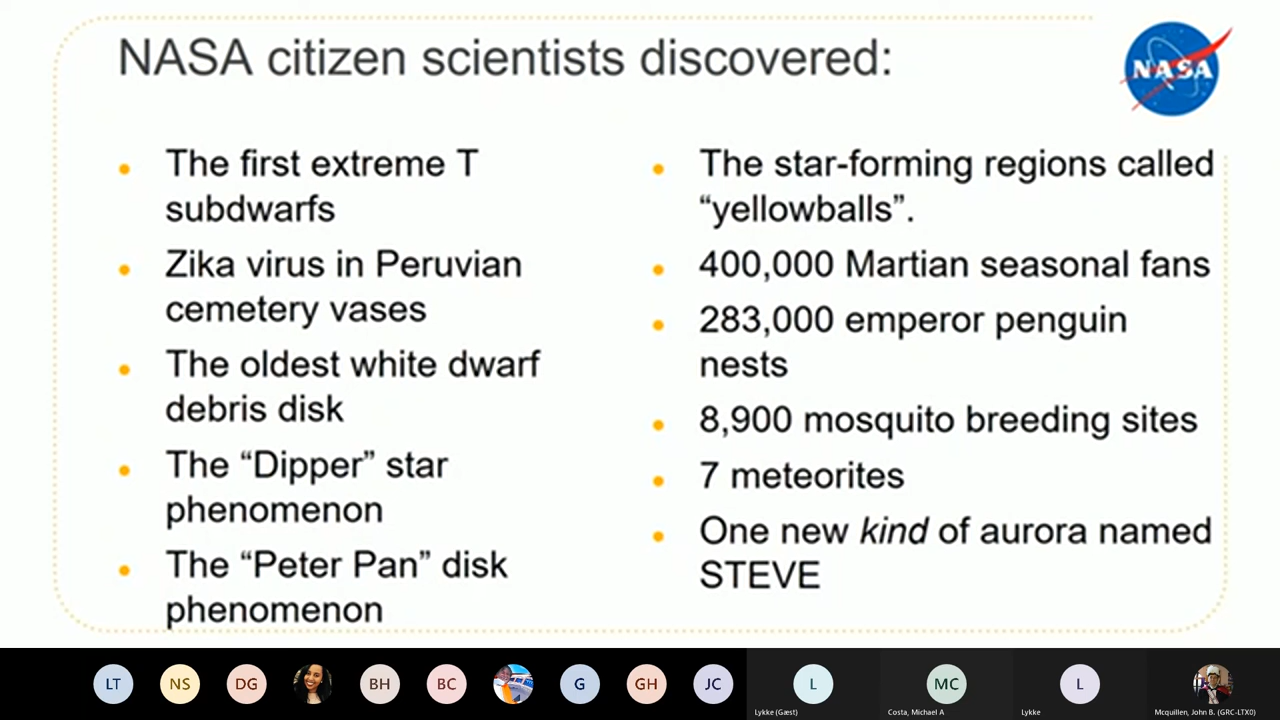 NASA citizen scientists discovered:
NASA
The first extreme T
subdwarfs
Zika virus in Peruvian
cemetery vases
The oldest white dwarf
debris disk
The “Dipper” star
phenomenon
The “Peter Pan” disk
phenomenon
The star-forming regions called
“yellowballs”.
400,000 Martian seasonal fans
283,000 emperor penguin
nests
8,900 mosquito breeding sites
7 meteorites
One new kind of aurora named
STEVE
LT
NS
DG
BH
BC
G
GH
JC
L
MC
L
Lykke (Gæst)
Costa, Michael A
Lykke
Mcquillen, John B. (GRC-LTX0)